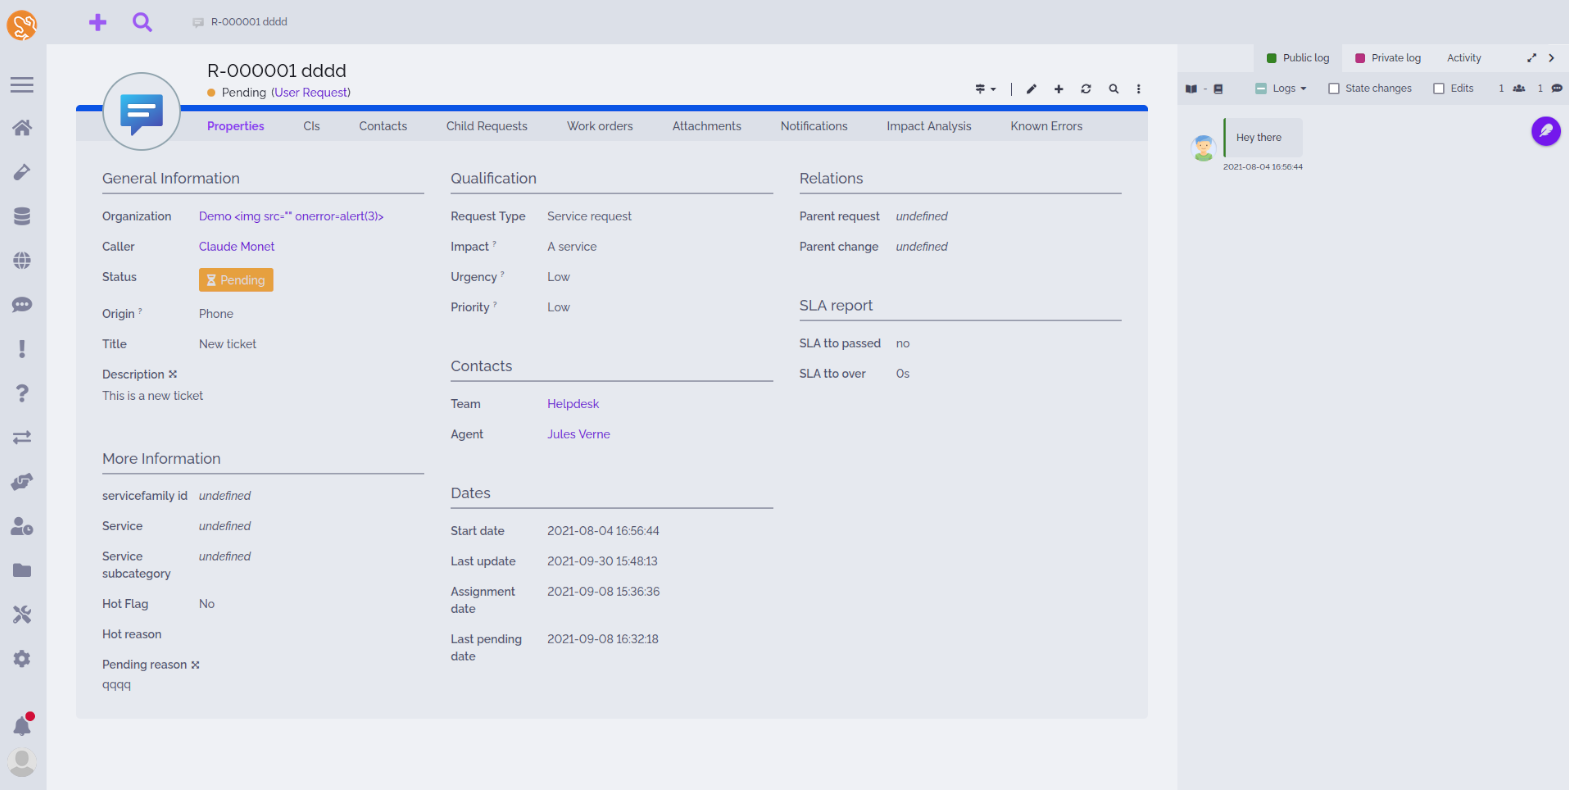 R-000001 dddd
R-000001 dddd
Pending (User Request)
Properties CIs Contacts Child Requests Work orders Attachments Notifications Impact Analysis Known Errors
General Information
Organization Demo <img src="" onerror=alert(3)>
Caller Claude Monet
Status Pending
Origin ? Phone
Title New ticket
Description
This is a new ticket
More Information
servicefamily id undefined
Service undefined
Service
subcategory undefined
Hot Flag No
Hot reason
Pending reason
qqqq
Qualification
Request Type Service request
Impact ? A service
Urgency ? Low
Priority ? Low
Contacts
Team Helpdesk
Agent Jules Verne
Dates
Start date 2021-08-04 16:56:44
Last update 2021-09-30 15:48:13
Assignment
date 2021-09-08 15:36:36
Last pending
date 2021-09-08 16:32:18
Relations
Parent request undefined
Parent change undefined
SLA report
SLA tto passed no
SLA tto over 0s
Public log Private log Activity
- Logs State changes Edits 1 1
Hey there
2021-08-04 16:56:44